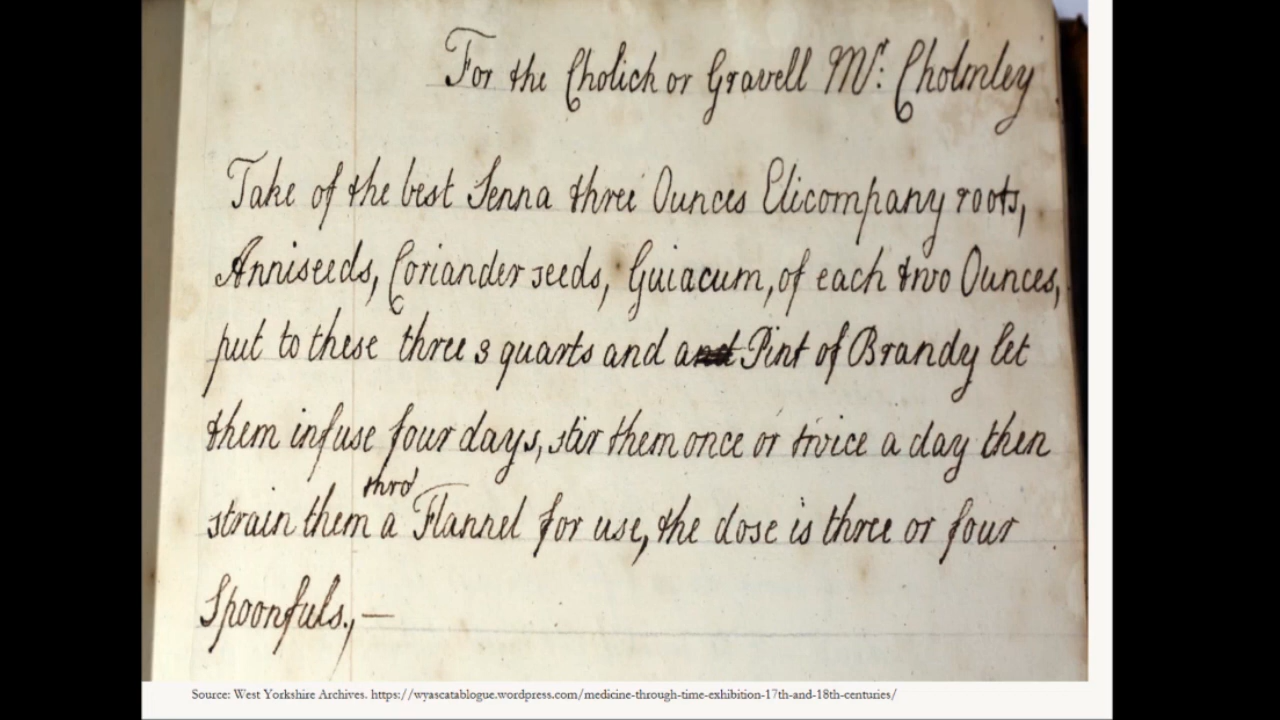 For the Cholich or Gravell Mr: Cholmley
Take of the best Senna three Ounces Elicompany roots,
Anniseeds, Coriander seeds, Guiacum, of each two Ounces,
put to these three 3 quarts and and Pint of Brandy let
them infuse four days, stir them once or twice a day then
thro'
strain them a Flannel for use, the dose is three or four
Spoonfuls., —
Source: West Yorkshire Archives. https://wyascatablogue.wordpress.com/medicine-through-time-exhibition-17th-and-18th-centuries/